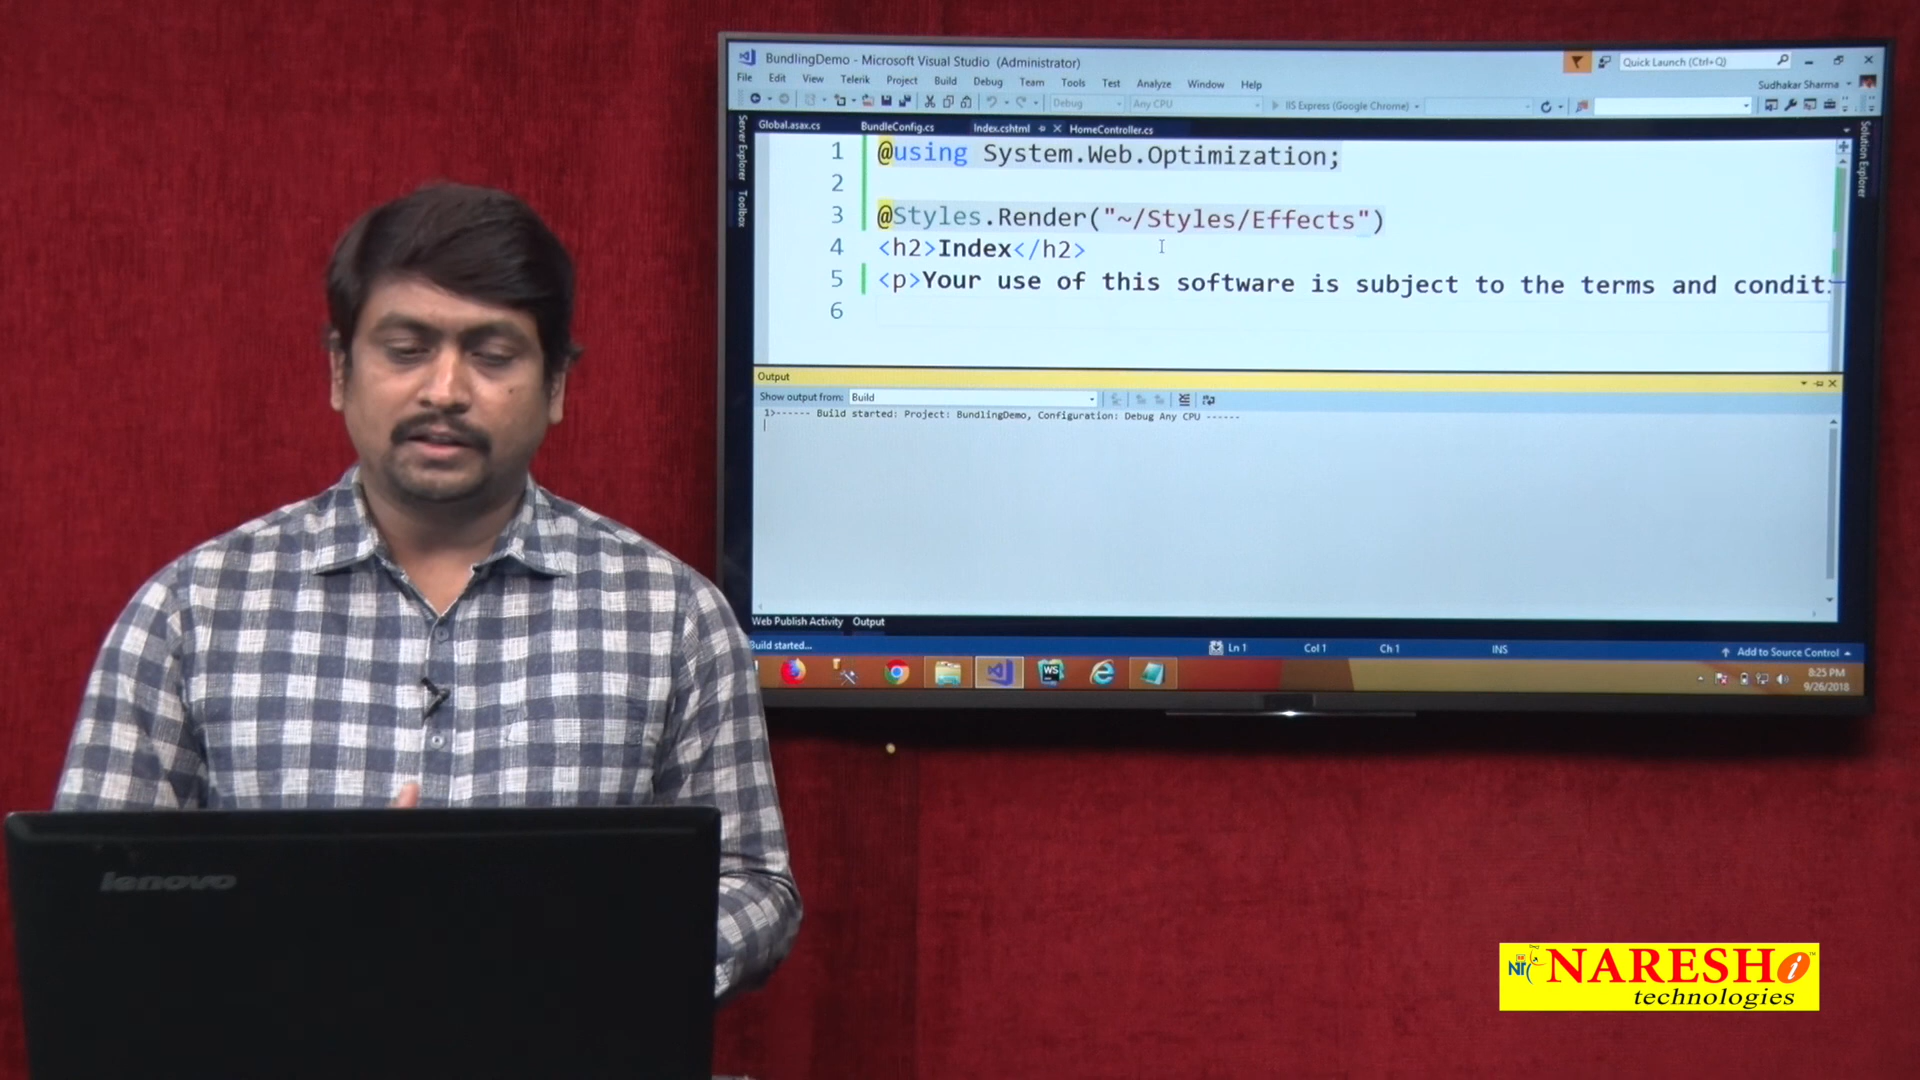 BundlingDemo - Microsoft Visual Studio (Administrator)
Quick Launch (Ctrl+Q)
File Edit View Telerik Project Build Debug Team Tools Test Analyze Window Help
Sudhakar Sharma
Debug Any CPU IIS Express (Google Chrome)
Global.asax.cs BundleConfig.cs Index.cshtml HomeController.cs
Server Explorer
Toolbox
Solution Explorer
1 @using System.Web.Optimization;
2
3 @Styles.Render("~/Styles/Effects")
4 <h2>Index</h2>
5 <p>Your use of this software is subject to the terms and condit
6
Output
Show output from: Build
1>------ Build started: Project: BundlingDemo, Configuration: Debug Any CPU ------
Web Publish Activity Output
Build started... Ln 1 Col 1 Ch 1 INS Add to Source Control
WS
8:25 PM
9/26/2018
lenovo
NARESH i
technologies